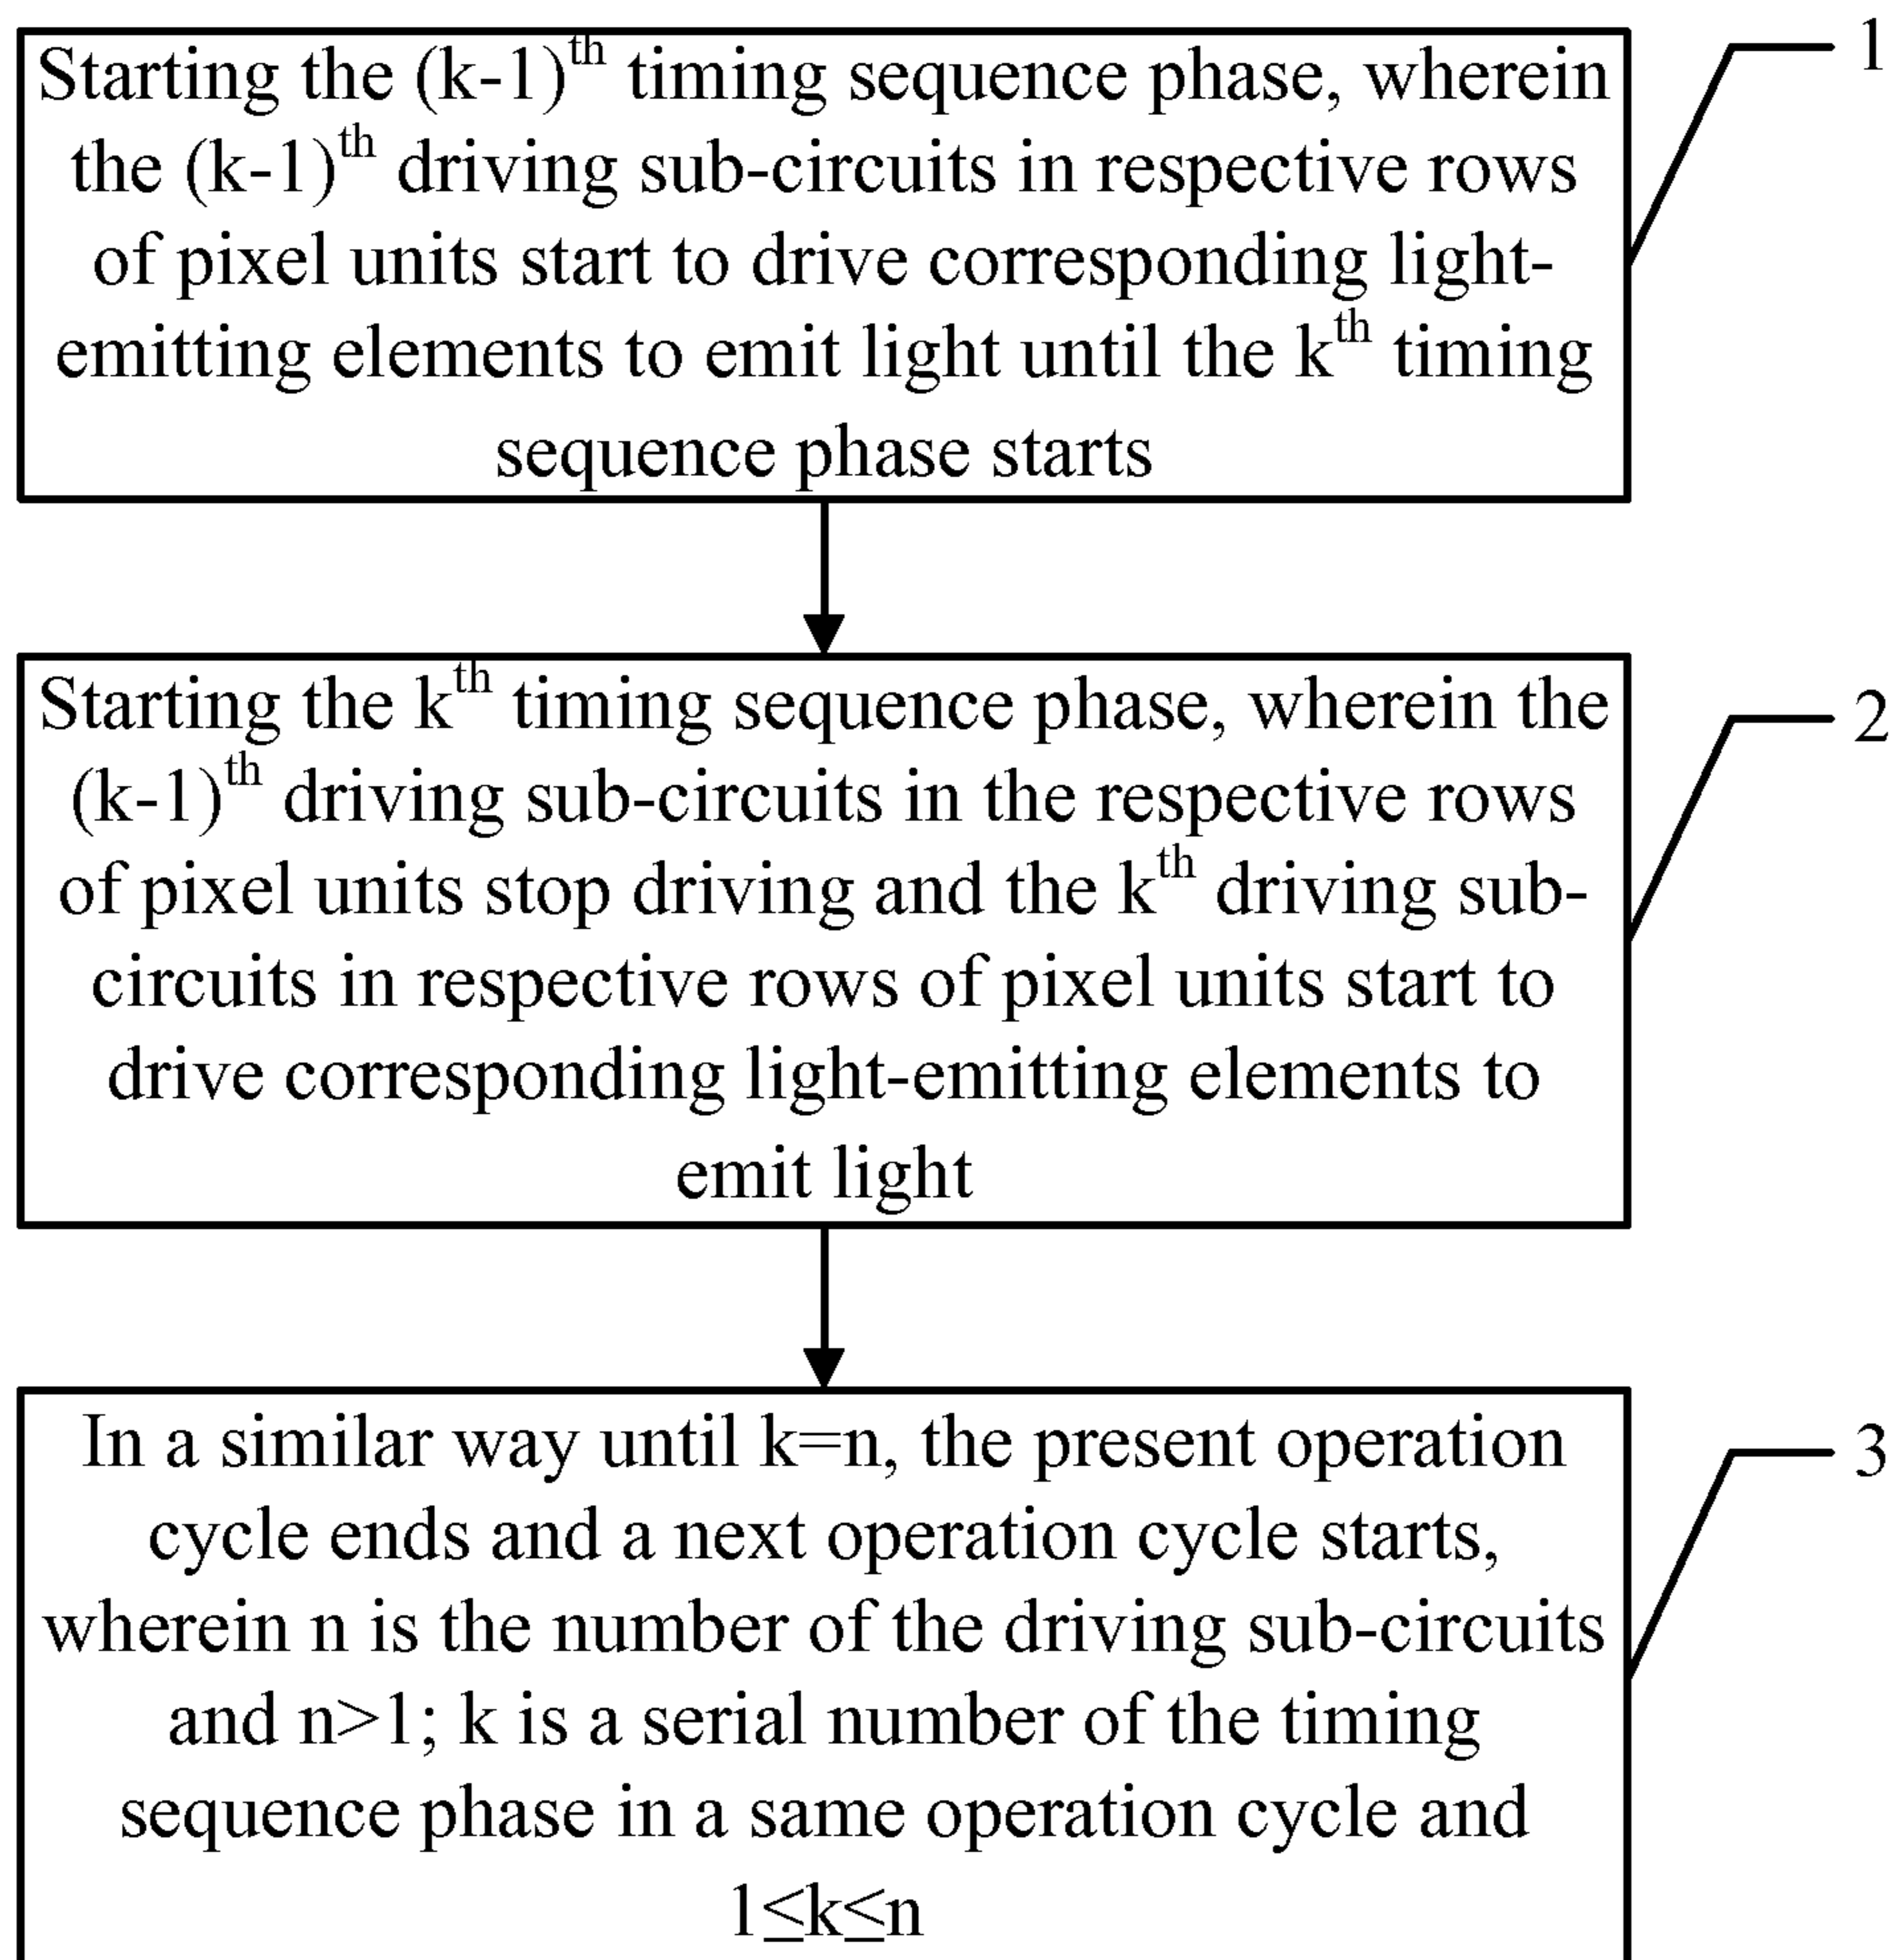 Starting the (k-1)th timing sequence phase, wherein
the (k-1)th driving sub-circuits in respective rows
of pixel units start to drive corresponding light-
emitting elements to emit light until the kth timing
sequence phase starts
1
Starting the kth timing sequence phase, wherein the
(k-1)th driving sub-circuits in the respective rows
of pixel units stop driving and the kth driving sub-
circuits in respective rows of pixel units start to
drive corresponding light-emitting elements to
emit light
2
In a similar way until k=n, the present operation
cycle ends and a next operation cycle starts,
wherein n is the number of the driving sub-circuits
and n>1; k is a serial number of the timing
sequence phase in a same operation cycle and
1≤k≤n
3